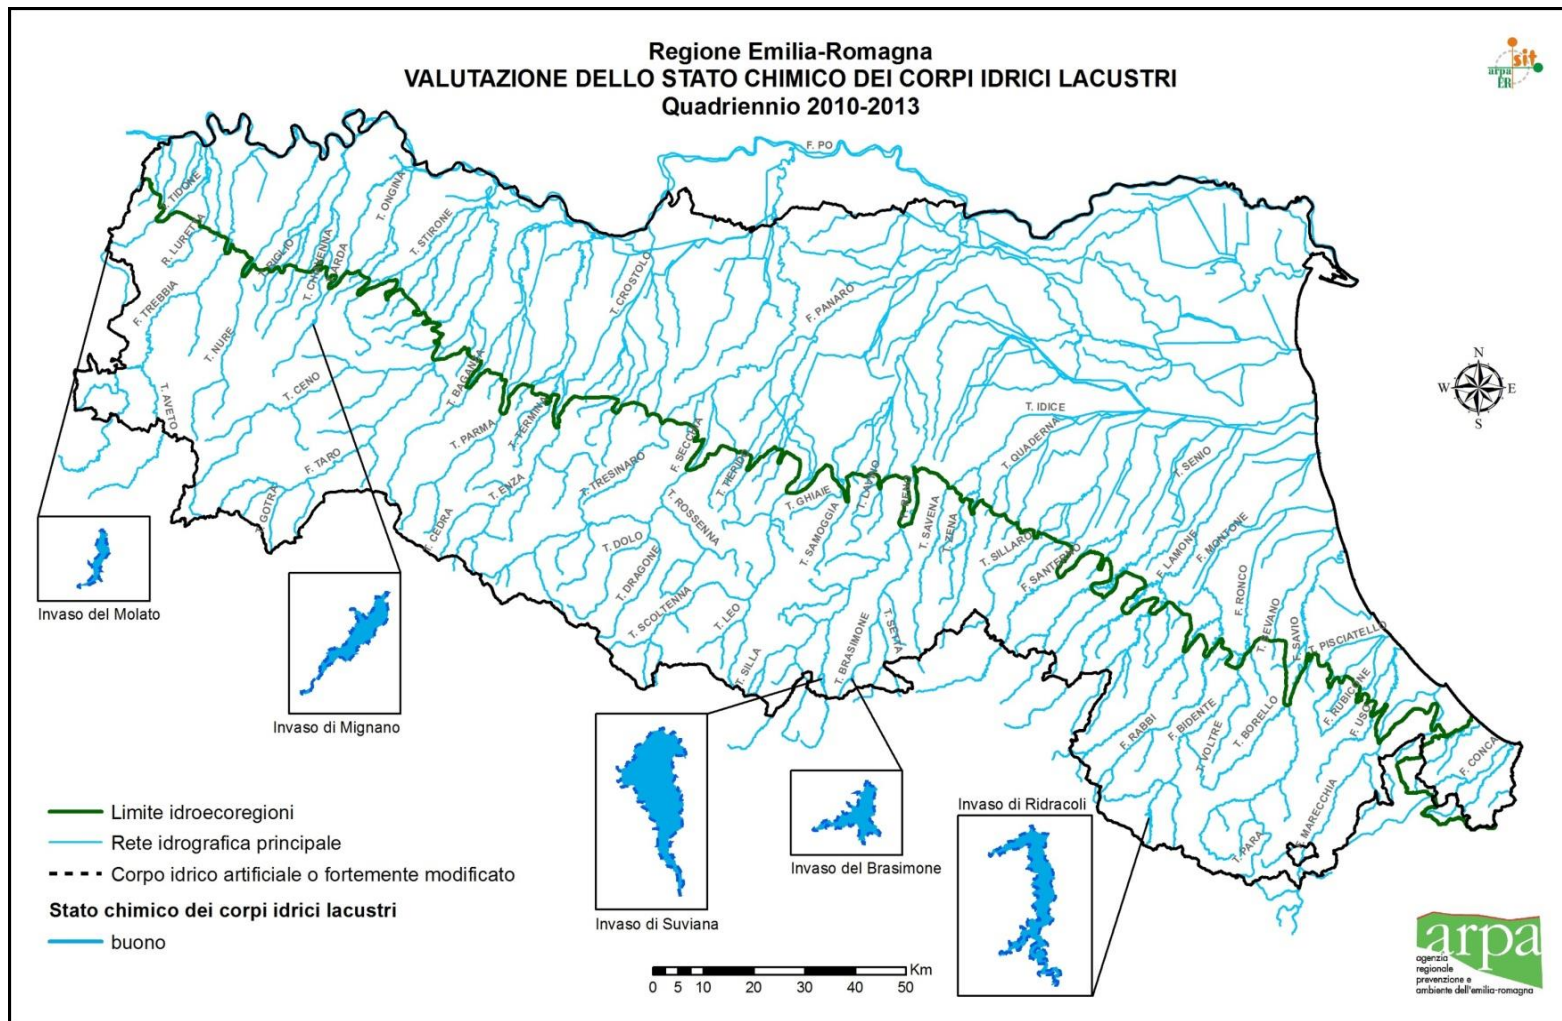 Regione Emilia-Romagna
VALUTAZIONE DELLO STATO CHIMICO DEI CORPI IDRICI LACUSTRI
Quadriennio 2010-2013
arpa sit
ER
F. PO
T. TIDONE
R. LURETTA
T. ONGINA
T. STIRONE
T. RIGLIO
T. CHIAVENNA
T. ARDA
T. CROSTOLO
F. PANARO
F. TREBBIA
T. NURE
T. AVETO
T. CENO
T. BAGANZA
T. PARMA
T. TERMINA
F. TARO
T. GOTRA
T. ENZA
T. CEDRA
T. TRESINARO
F. SECCHIA
T. TIEPIDO
T. ROSSENNA
T. GHIAIE
T. SAMOGGIA
T. LAVINO
F. RENO
T. SAVENA
T. ZENA
T. IDICE
T. QUADERNA
T. SENIO
T. SILLARO
F. SANTERNO
F. LAMONE
F. MONTONE
F. RONCO
T. BEVANO
F. SAVIO
T. PISCIATELLO
T. DOLO
T. DRAGONE
T. SCOLTENNA
T. LEO
T. SILLA
T. BRASIMONE
T. SETTA
F. RABBI
F. BIDENTE
T. VOLTRE
T. BORELLO
F. RUBICONE
F. USO
F. CONCA
F. MARECCHIA
T. PARA
N
W
E
S
Invaso del Molato
Invaso di Mignano
Invaso di Suviana
Invaso del Brasimone
Invaso di Ridracoli
Limite idroecoregioni
Rete idrografica principale
Corpo idrico artificiale o fortemente modificato
Stato chimico dei corpi idrici lacustri
buono
Km
0 5 10 20 30 40 50
arpa
agenzia
regionale
prevenzione e
ambiente dell'emilia-romagna